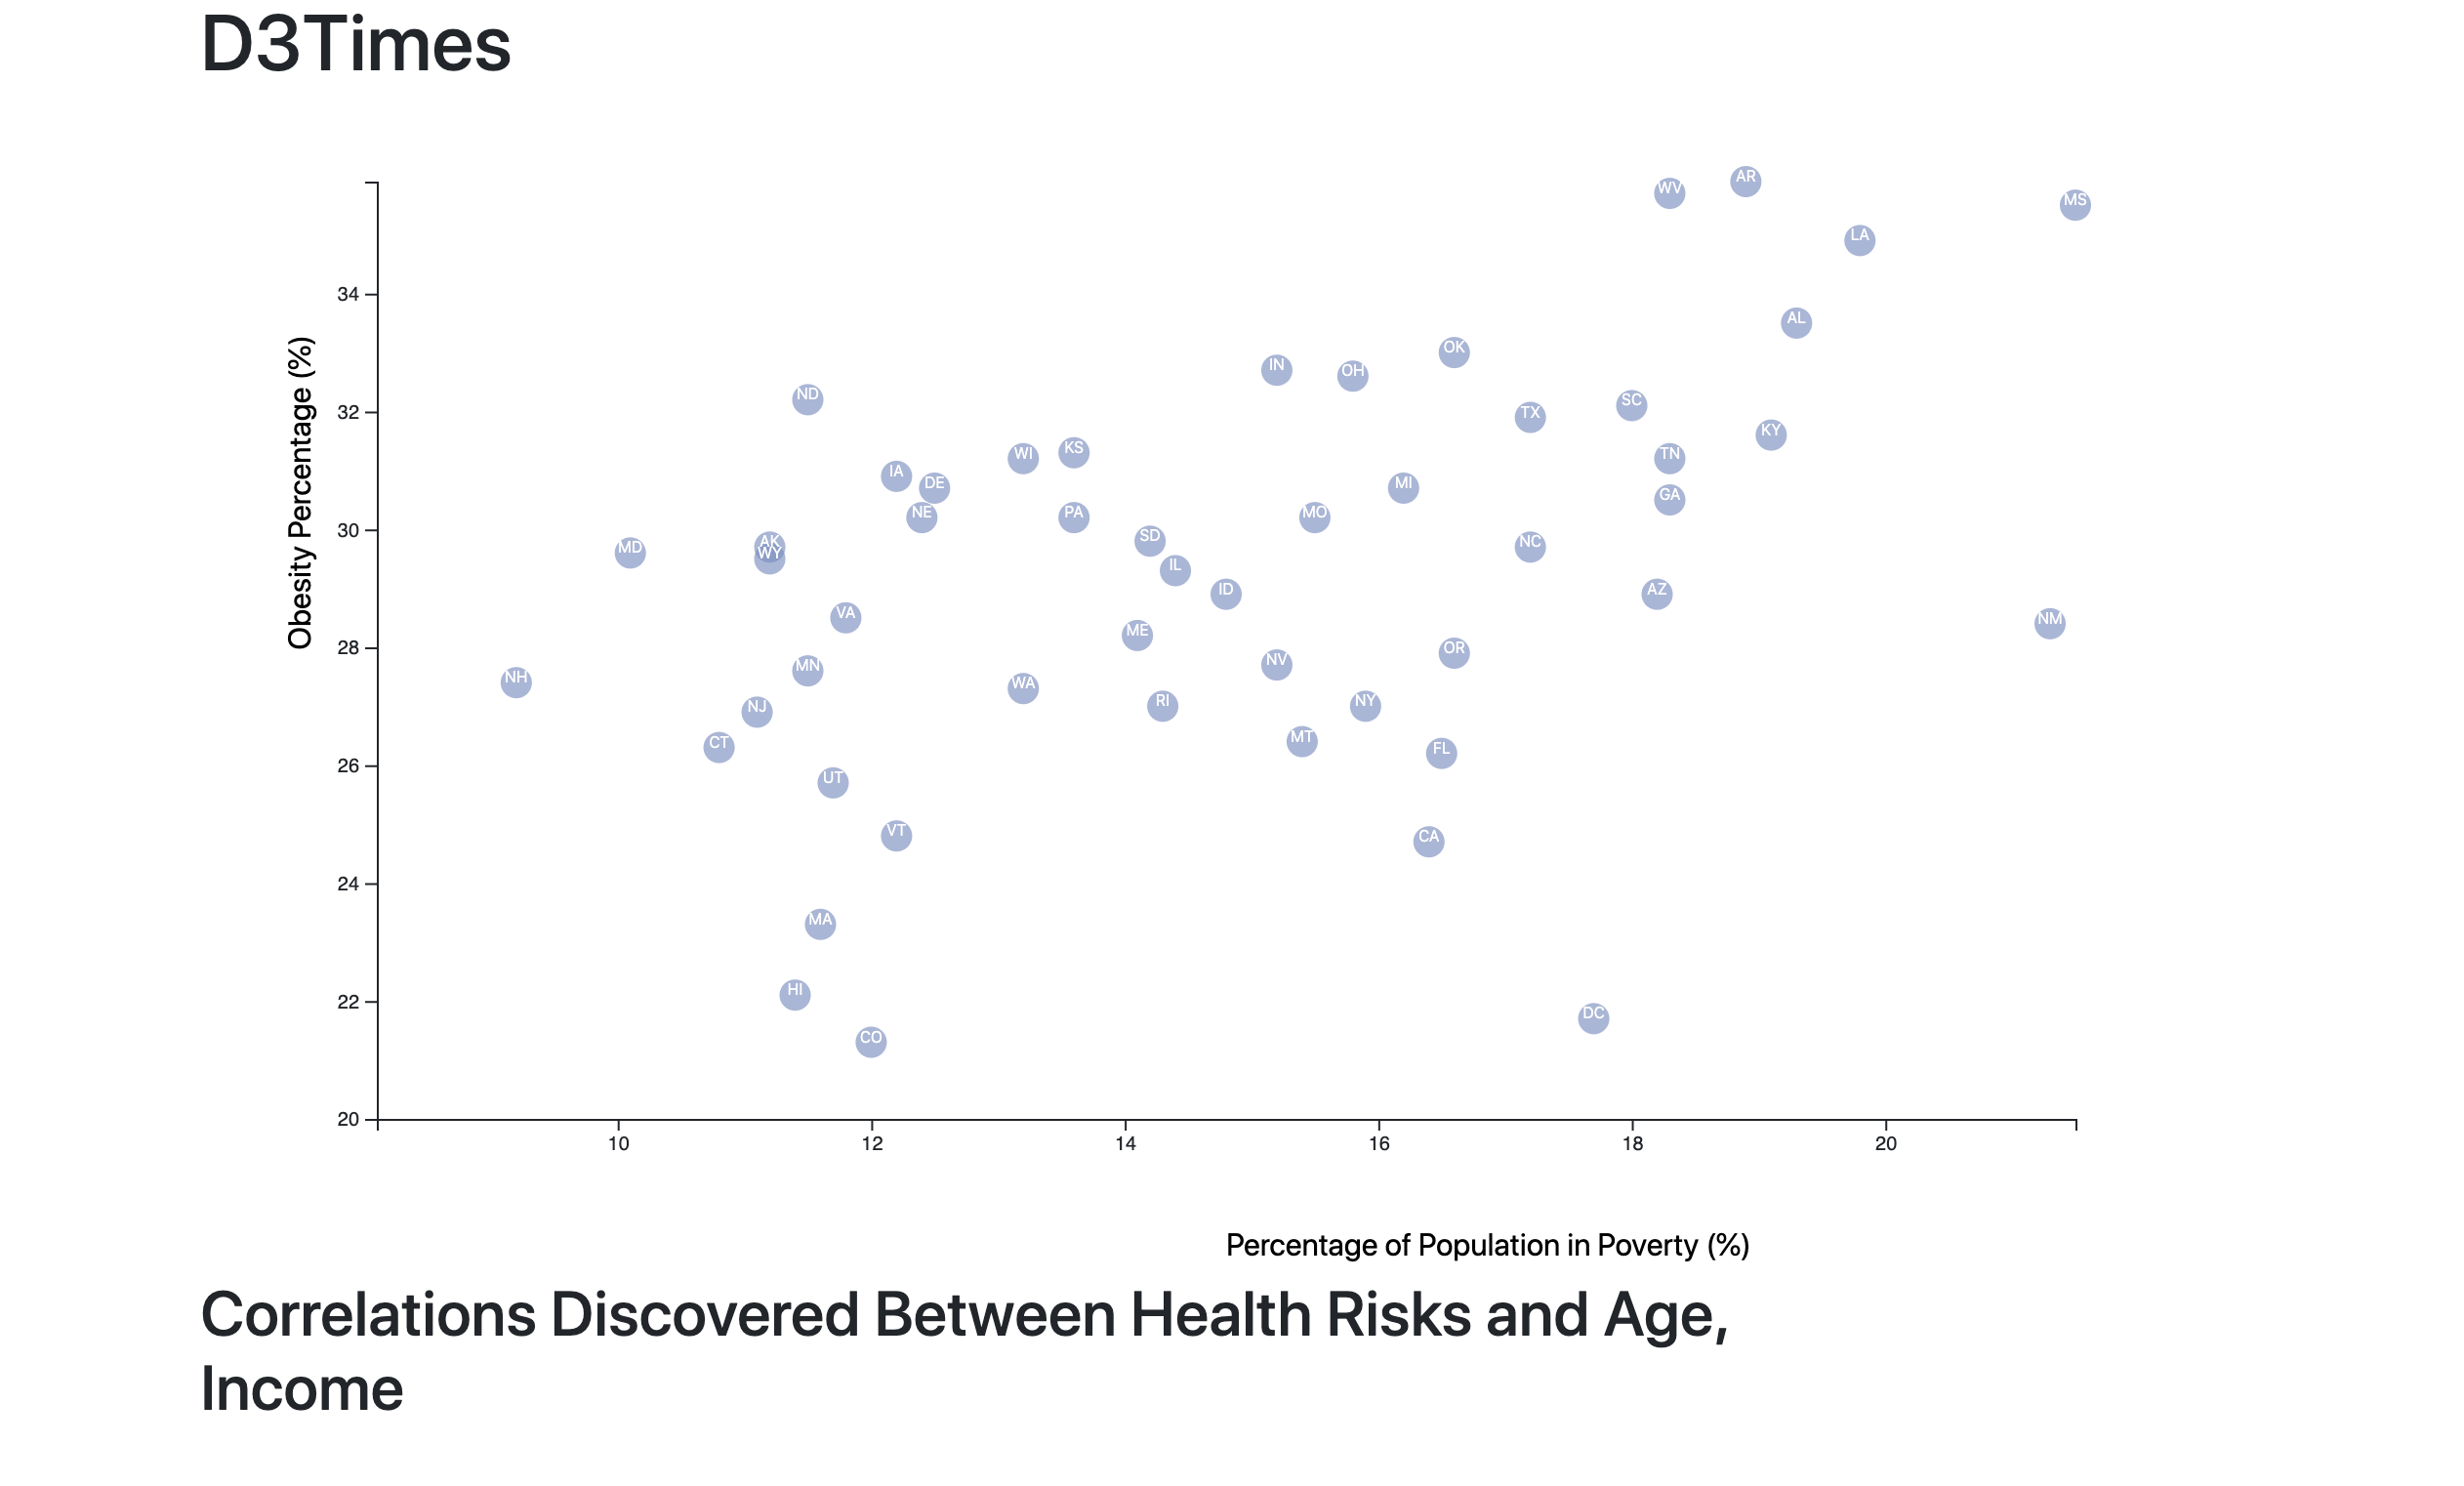 D3Times
WV
AR
MS
LA
34
AL
OK
IN
OH
ND
32
SC
TX
KY
KS
WI
TN
IA
DE
MI
GA
NE
PA
MO
30
SD
AK
NC
MD
WY
IL
ID
AZ
VA
NM
ME
28
OR
NV
MN
NH
WA
RI
NY
NJ
MT
CT
FL
26
UT
VT
CA
24
MA
HI
22
DC
CO
20
10 12 14 16 18 20
Obesity Percentage (%)
Percentage of Population in Poverty (%)
Correlations Discovered Between Health Risks and Age,
Income